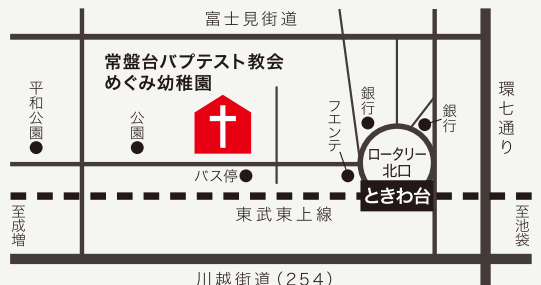 富士見街道
常盤台バプテスト教会
めぐみ幼稚園
平和公園
公園
フエンテ
銀行
銀行
環七通り
ロータリー
北口
バス停
ときわ台
至成増
東武東上線
至池袋
川越街道(254)